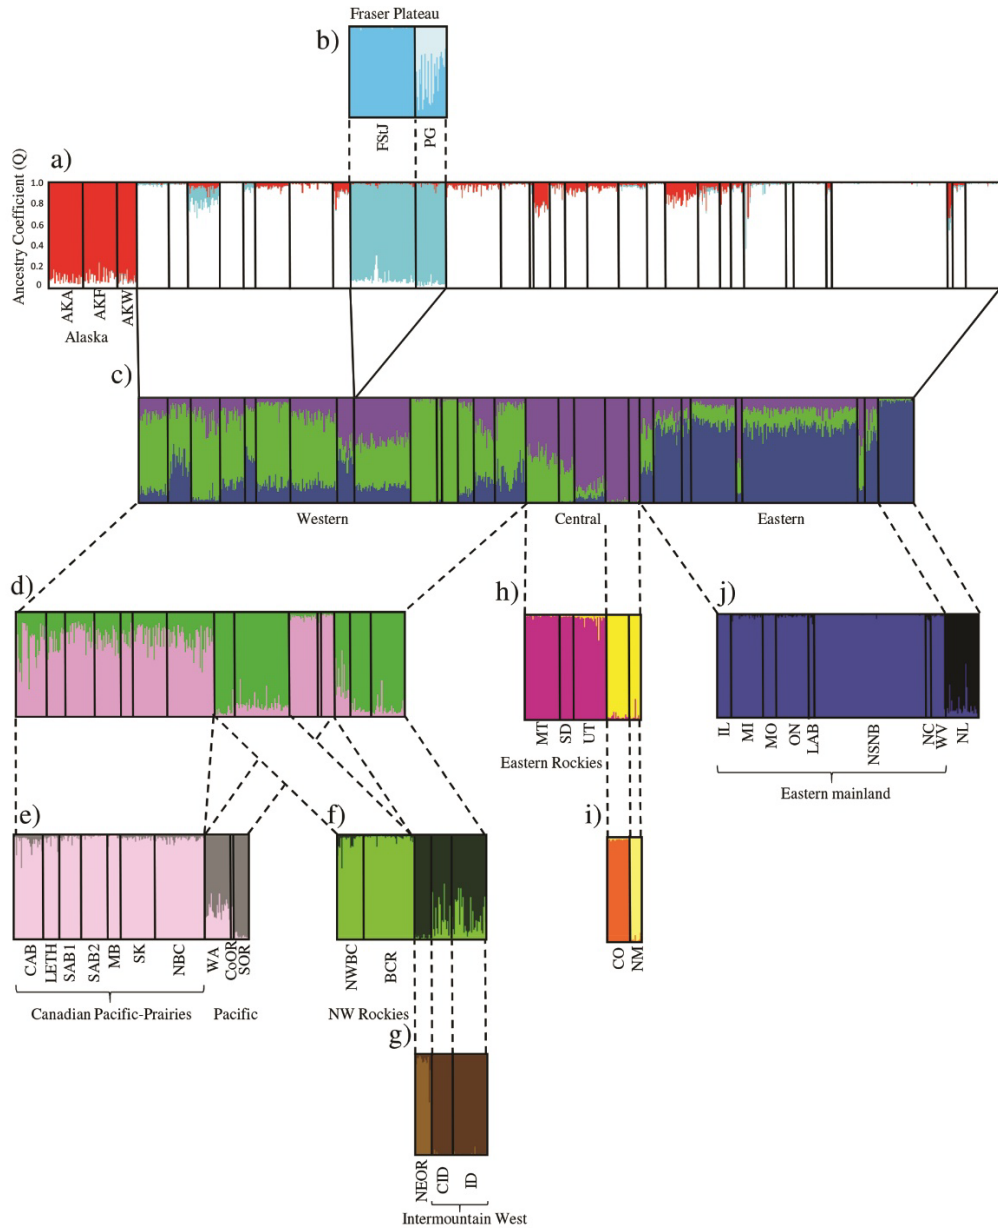 Fraser Plateau
b)
FStJ
PG
a)
Ancestry Coefficient (Q)
1.0
0.8
0.6
0.4
0.2
0
AKA
AKF
AKW
Alaska
c)
Western
Central
Eastern
d)
h)
j)
MT
SD
UT
Eastern Rockies
IL
MI
MO
ON
LAB
NSNB
NC
WV
NL
Eastern mainland
e)
f)
i)
CAB
LETH
SAB1
SAB2
MB
SK
NBC
WA
CoOR
SOR
Canadian Pacific-Prairies
Pacific
NWBC
BCR
NW Rockies
CO
NM
g)
NEOR
CID
ID
Intermountain West